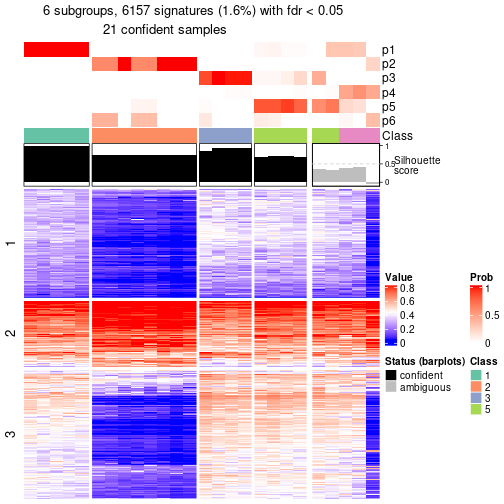 6 subgroups, 6157 signatures (1.6%) with fdr < 0.05
21 confident samples
p1
p2
p3
p4
p5
p6
Class
1
0.5
0
Silhouette
score
1
2
3
Value
0.8
0.6
0.4
0.2
0
Prob
1
0.5
0
Status (barplots)
confident
ambiguous
Class
1
2
3
5